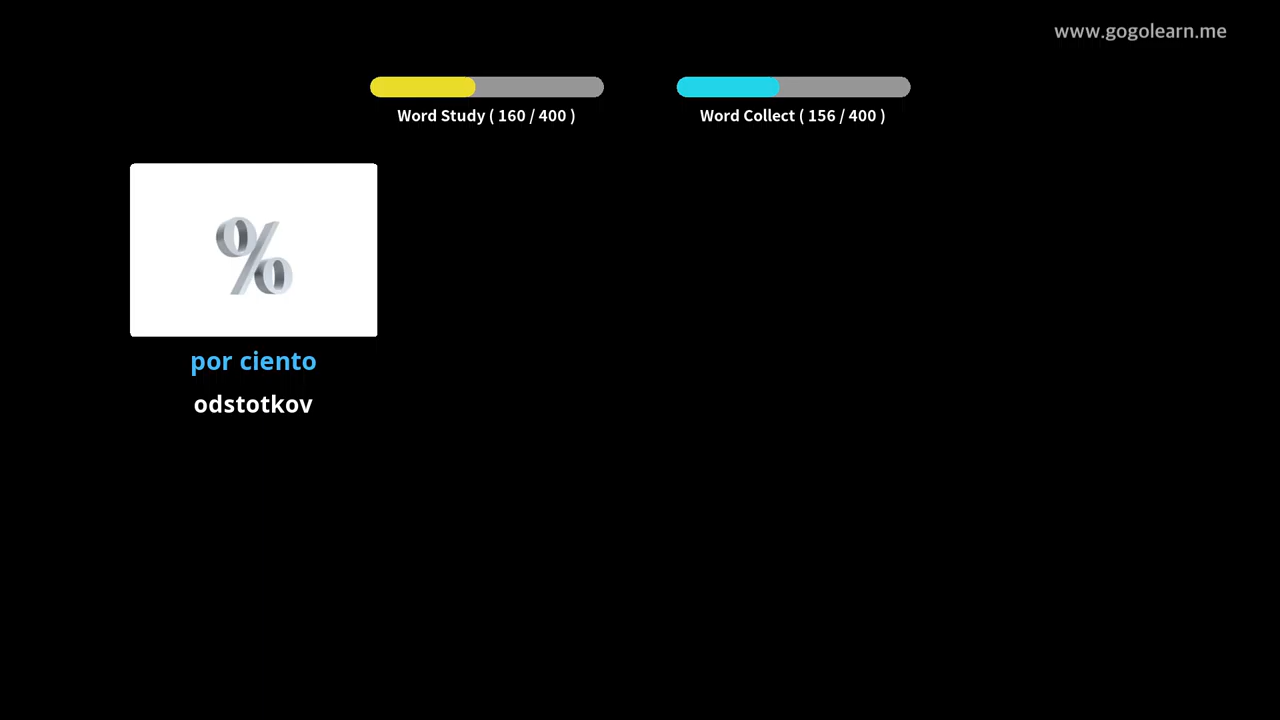 www.gogolearn.me
Word Study ( 160 / 400 )
Word Collect ( 156 / 400 )
%
por ciento
odstotkov